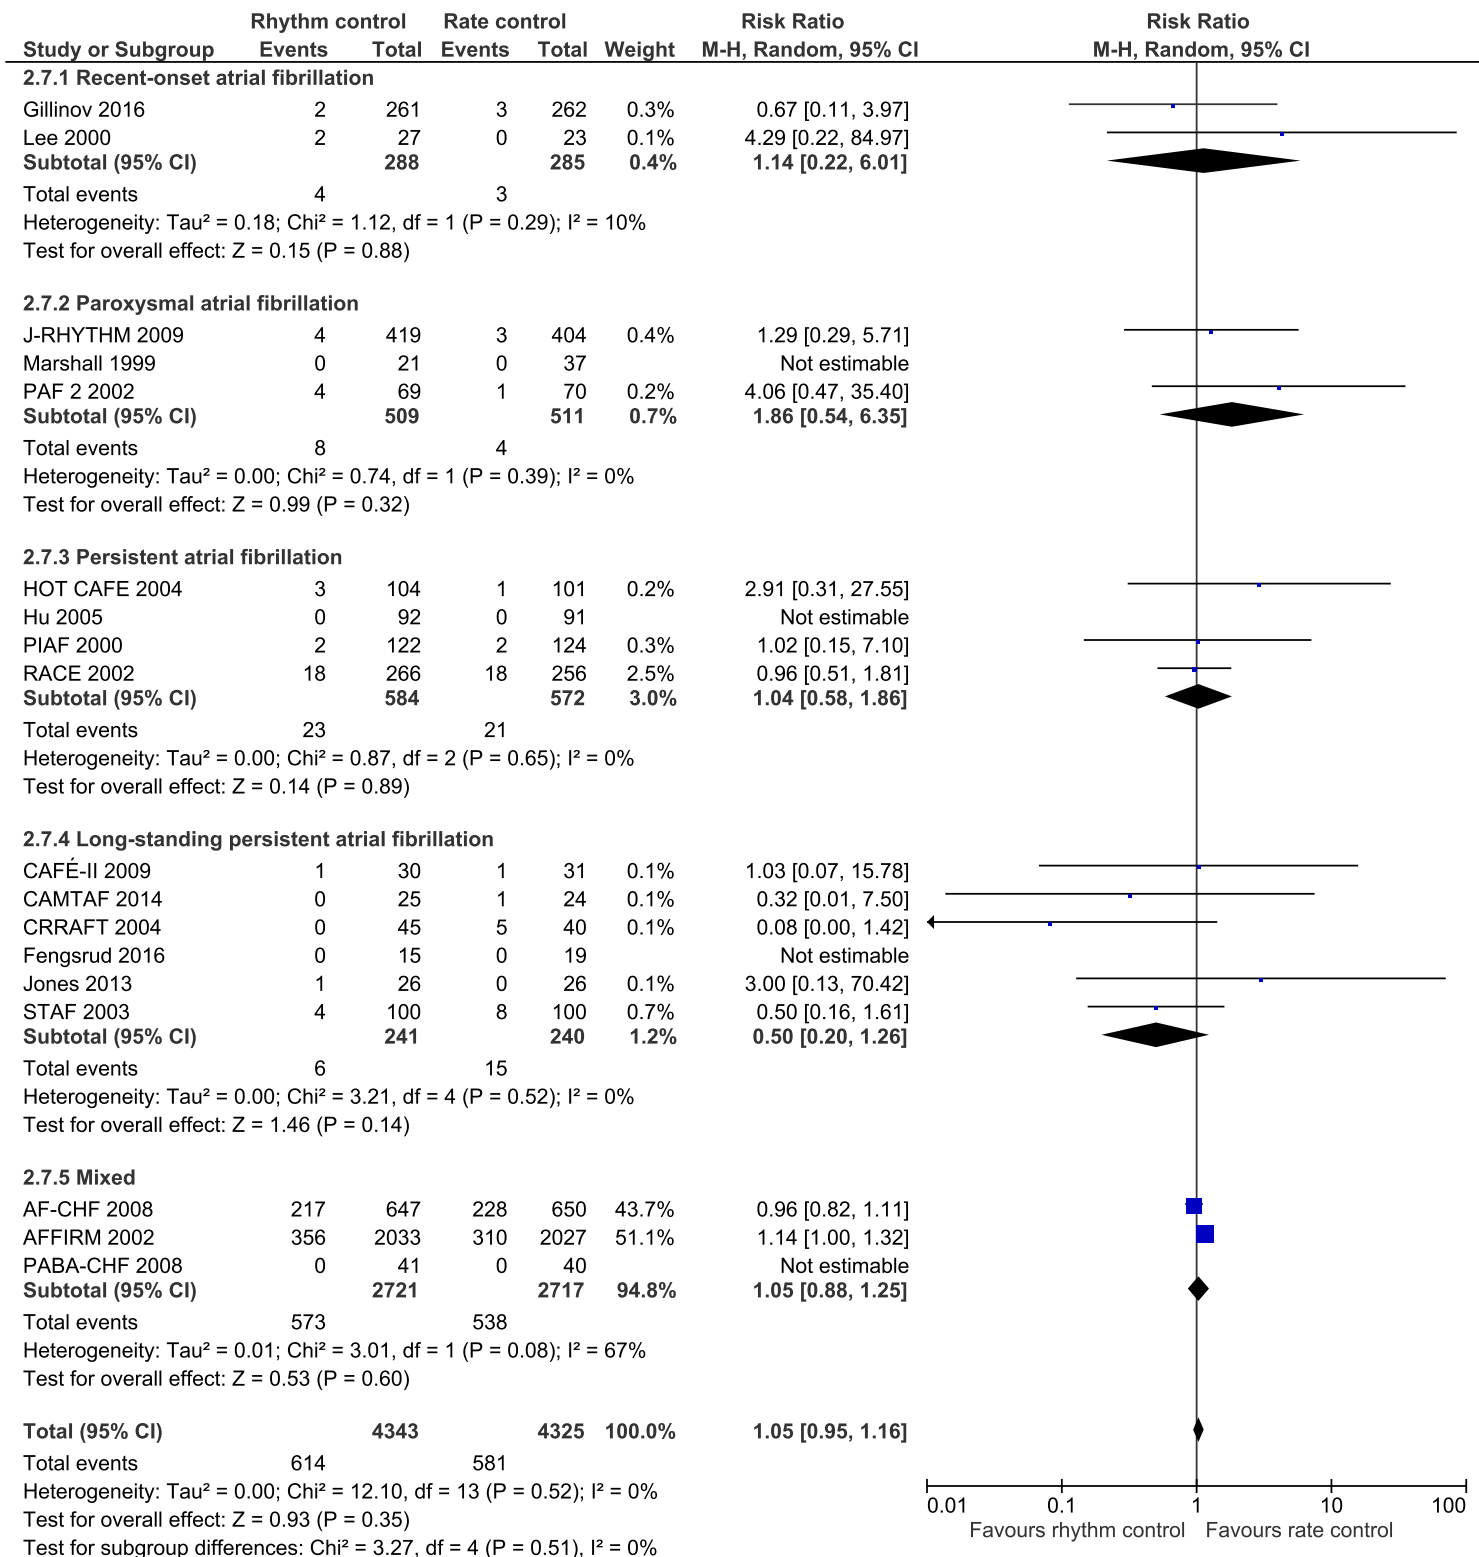 Rhythm control Rate control Risk Ratio Risk Ratio
Study or Subgroup Events Total Events Total Weight M-H, Random, 95% CI M-H, Random, 95% CI
2.7.1 Recent-onset atrial fibrillation
Gillinov 2016 2 261 3 262 0.3% 0.67 [0.11, 3.97]
Lee 2000 2 27 0 23 0.1% 4.29 [0.22, 84.97]
Subtotal (95% CI) 288 285 0.4% 1.14 [0.22, 6.01]
Total events 4 3
Heterogeneity: Tau² = 0.18; Chi² = 1.12, df = 1 (P = 0.29); I² = 10%
Test for overall effect: Z = 0.15 (P = 0.88)
2.7.2 Paroxysmal atrial fibrillation
J-RHYTHM 2009 4 419 3 404 0.4% 1.29 [0.29, 5.71]
Marshall 1999 0 21 0 37 Not estimable
PAF 2 2002 4 69 1 70 0.2% 4.06 [0.47, 35.40]
Subtotal (95% CI) 509 511 0.7% 1.86 [0.54, 6.35]
Total events 8 4
Heterogeneity: Tau² = 0.00; Chi² = 0.74, df = 1 (P = 0.39); I² = 0%
Test for overall effect: Z = 0.99 (P = 0.32)
2.7.3 Persistent atrial fibrillation
HOT CAFE 2004 3 104 1 101 0.2% 2.91 [0.31, 27.55]
Hu 2005 0 92 0 91 Not estimable
PIAF 2000 2 122 2 124 0.3% 1.02 [0.15, 7.10]
RACE 2002 18 266 18 256 2.5% 0.96 [0.51, 1.81]
Subtotal (95% CI) 584 572 3.0% 1.04 [0.58, 1.86]
Total events 23 21
Heterogeneity: Tau² = 0.00; Chi² = 0.87, df = 2 (P = 0.65); I² = 0%
Test for overall effect: Z = 0.14 (P = 0.89)
2.7.4 Long-standing persistent atrial fibrillation
CAFÉ-II 2009 1 30 1 31 0.1% 1.03 [0.07, 15.78]
CAMTAF 2014 0 25 1 24 0.1% 0.32 [0.01, 7.50]
CRRAFT 2004 0 45 5 40 0.1% 0.08 [0.00, 1.42]
Fengsrud 2016 0 15 0 19 Not estimable
Jones 2013 1 26 0 26 0.1% 3.00 [0.13, 70.42]
STAF 2003 4 100 8 100 0.7% 0.50 [0.16, 1.61]
Subtotal (95% CI) 241 240 1.2% 0.50 [0.20, 1.26]
Total events 6 15
Heterogeneity: Tau² = 0.00; Chi² = 3.21, df = 4 (P = 0.52); I² = 0%
Test for overall effect: Z = 1.46 (P = 0.14)
2.7.5 Mixed
AF-CHF 2008 217 647 228 650 43.7% 0.96 [0.82, 1.11]
AFFIRM 2002 356 2033 310 2027 51.1% 1.14 [1.00, 1.32]
PABA-CHF 2008 0 41 0 40 Not estimable
Subtotal (95% CI) 2721 2717 94.8% 1.05 [0.88, 1.25]
Total events 573 538
Heterogeneity: Tau² = 0.01; Chi² = 3.01, df = 1 (P = 0.08); I² = 67%
Test for overall effect: Z = 0.53 (P = 0.60)
Total (95% CI) 4343 4325 100.0% 1.05 [0.95, 1.16]
Total events 614 581
Heterogeneity: Tau² = 0.00; Chi² = 12.10, df = 13 (P = 0.52); I² = 0%
Test for overall effect: Z = 0.93 (P = 0.35)
Test for subgroup differences: Chi² = 3.27, df = 4 (P = 0.51), I² = 0%
0.01 0.1 1 10 100
Favours rhythm control Favours rate control